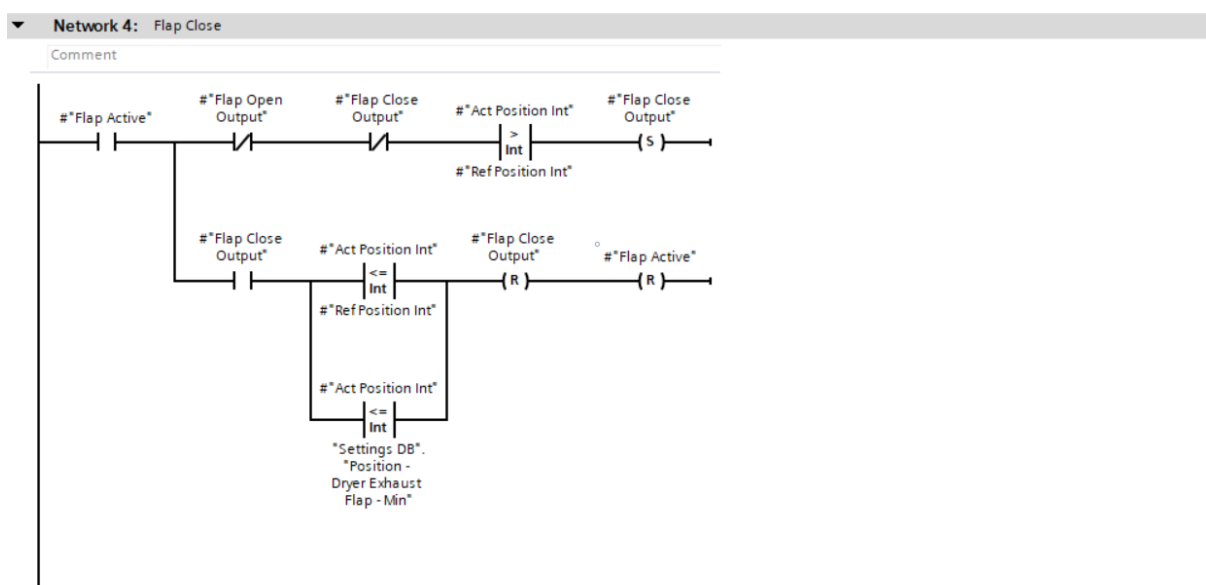 Network 4: Flap Close
Comment
#"Flap Active"
#"Flap Open
Output"
#"Flap Close
Output"
#"Act Position Int"
>
Int
#"Ref Position Int"
#"Flap Close
Output"
S
#"Flap Close
Output"
#"Act Position Int"
<=
Int
#"Ref Position Int"
#"Flap Close
Output"
R
#"Flap Active"
R
#"Act Position Int"
<=
Int
"Settings DB".
"Position -
Dryer Exhaust
Flap - Min"